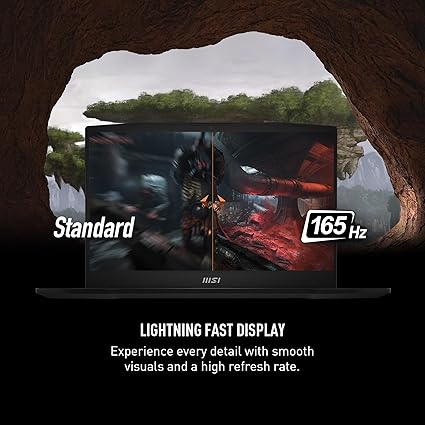 Standard
165 Hz
msi
LIGHTNING FAST DISPLAY
Experience every detail with smooth
visuals and a high refresh rate.